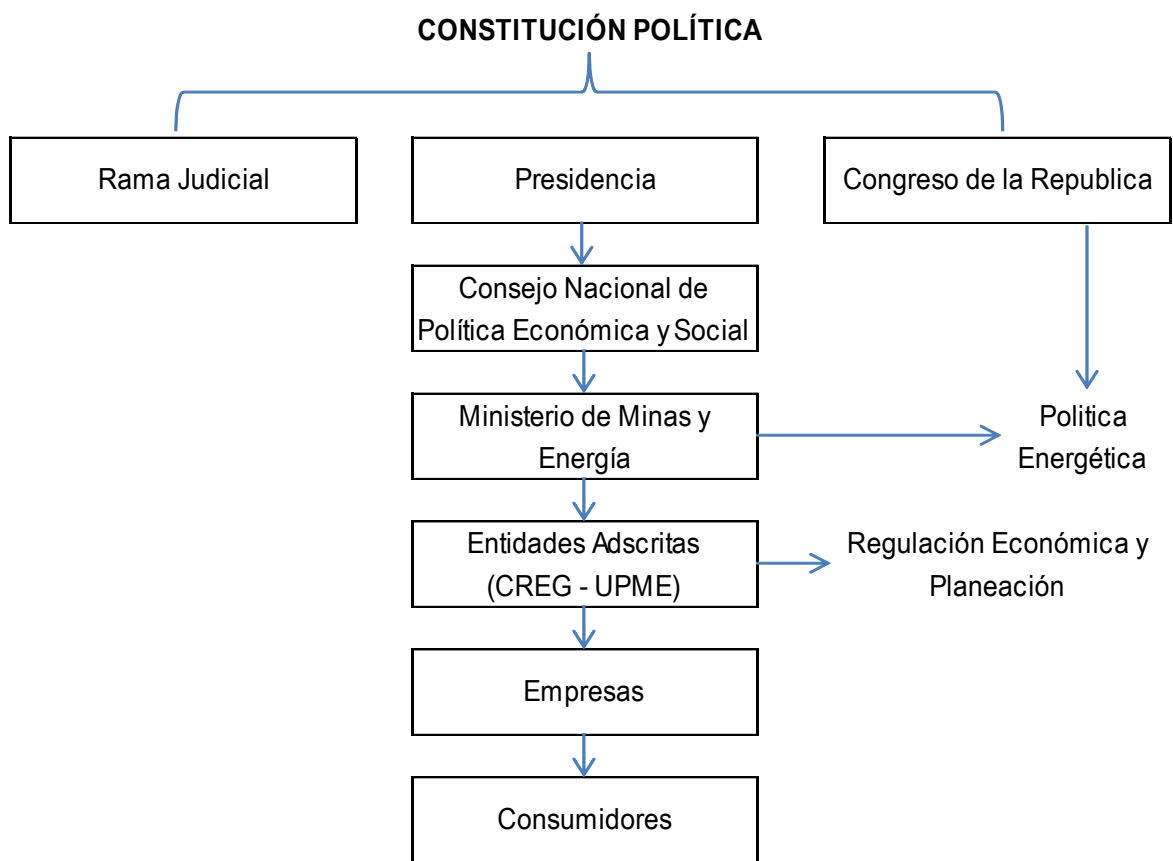 CONSTITUCIÓN POLÍTICA
Rama Judicial
Presidencia
Congreso de la Republica
Consejo Nacional de
Política Económica y Social
Ministerio de Minas y
Energía
Politica
Energética
Entidades Adscritas
(CREG - UPME)
Regulación Económica y
Planeación
Empresas
Consumidores